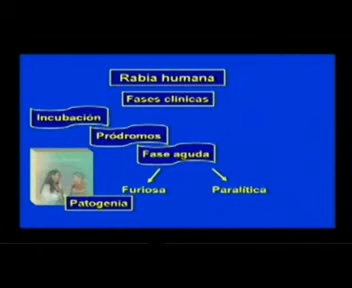 Rabia humana
Fases clínicas
Incubación
Pródromos
Fase aguda
Furiosa
Paralítica
Patogenia